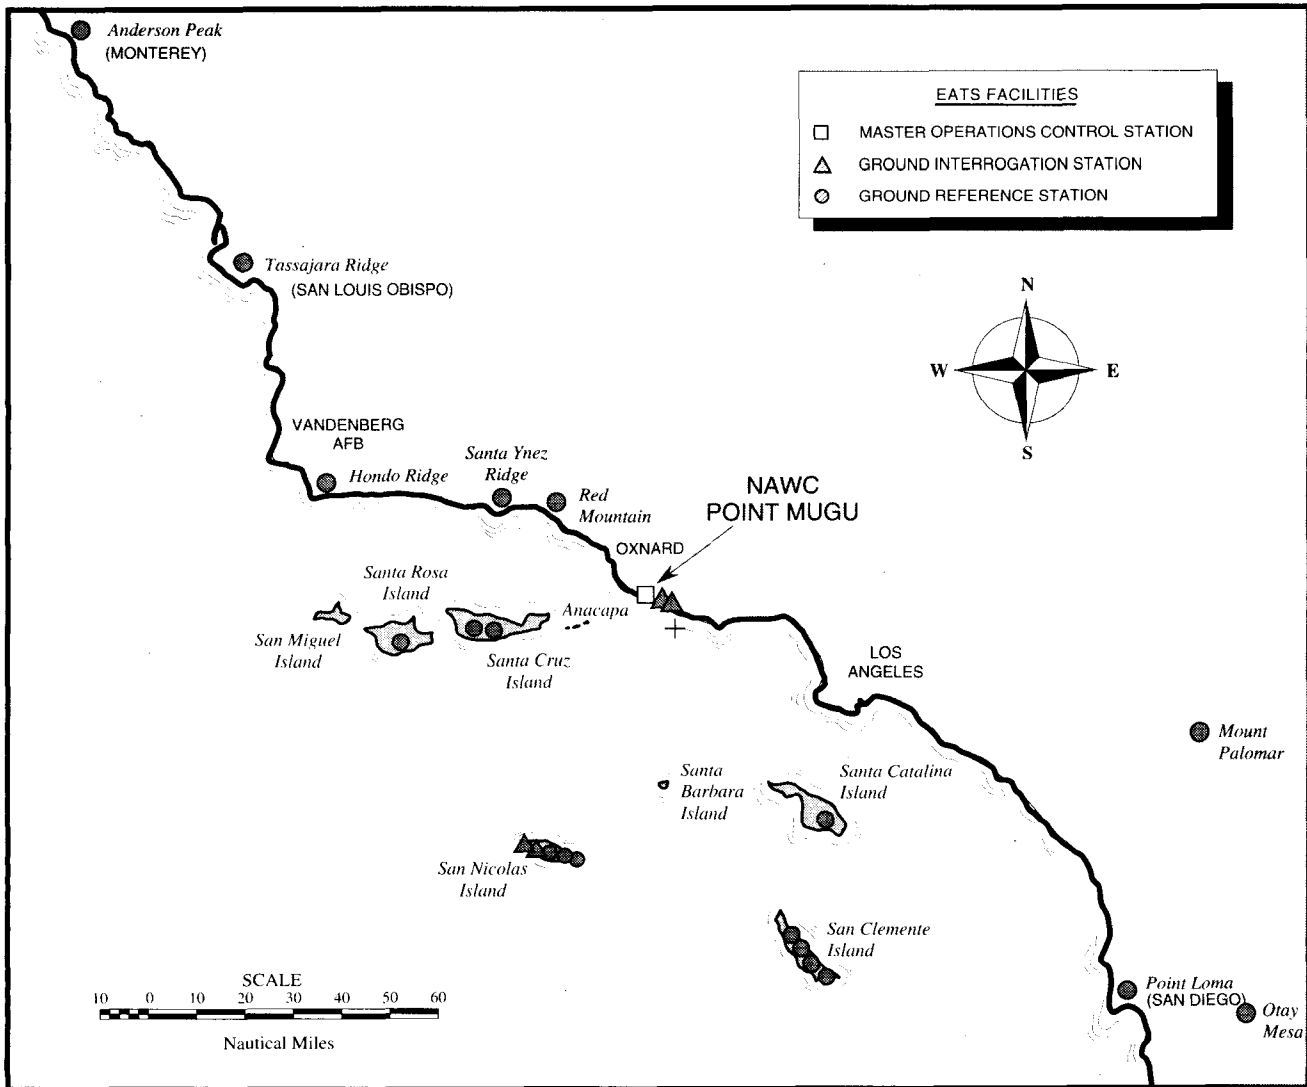 Anderson Peak
(MONTEREY)
EATS FACILITIES
MASTER OPERATIONS CONTROL STATION
GROUND INTERROGATION STATION
GROUND REFERENCE STATION
Tassajara Ridge
(SAN LOUIS OBISPO)
N
W
E
S
VANDENBERG
AFB
Hondo Ridge
Santa Ynez
Ridge
Red
Mountain
NAWC
POINT MUGU
OXNARD
Santa Rosa
Island
Anacapa
San Miguel
Island
Santa Cruz
Island
LOS
ANGELES
Mount
Palomar
Santa
Barbara
Island
Santa Catalina
Island
San Nicolas
Island
San Clemente
Island
Point Loma
(SAN DIEGO)
Otay
Mesa
SCALE
10 0 10 20 30 40 50 60
Nautical Miles